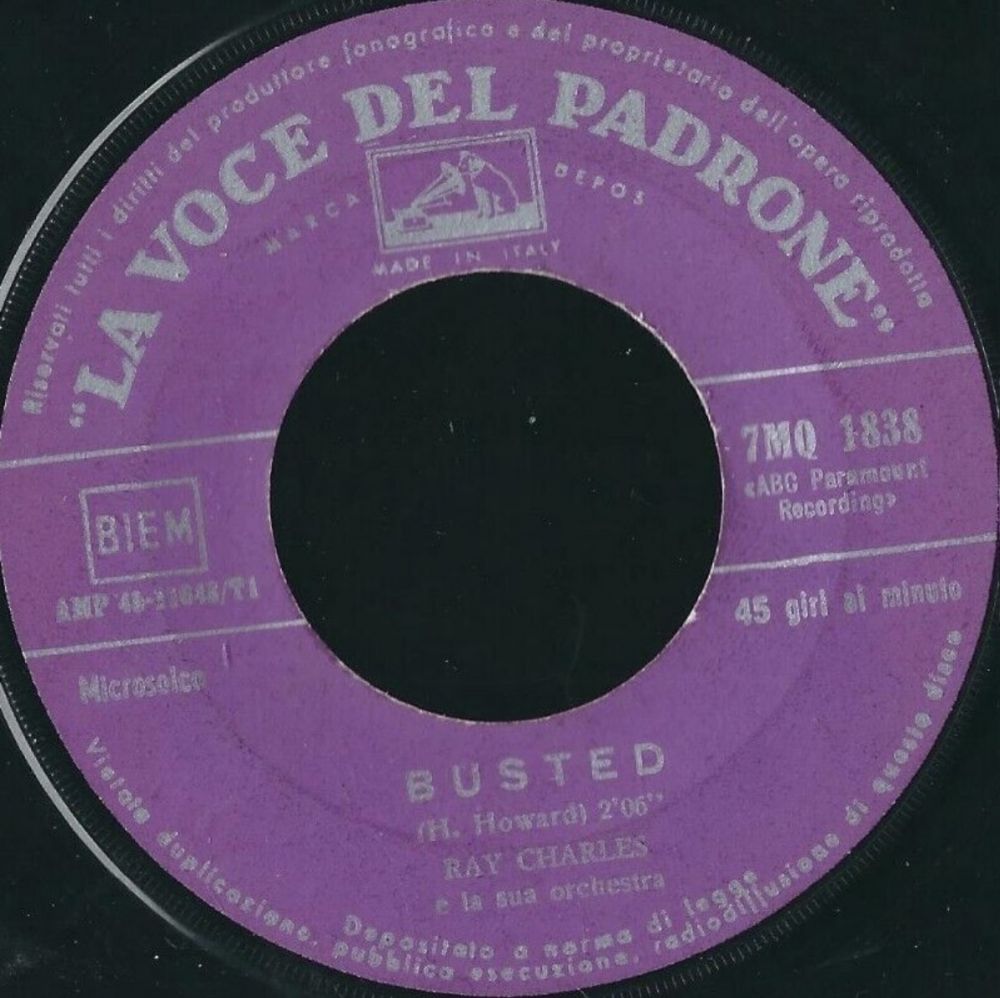 Riservati tutti i diritti del produttore fonografico e del proprietario dell'opera riprodotta
"LA VOCE DEL PADRONE"
MARCA DEPOS
MADE IN ITALY
7MQ 1838
«ABC Paramount
Recording»
BIEM
45 giri al minuto
Microsolco
BUSTED
(H. Howard) 2'06"
RAY CHARLES
e la sua orchestra
Depositato a norma di legge
Vietate duplicazione, pubblica esecuzione, radiodiffusione di questo disco